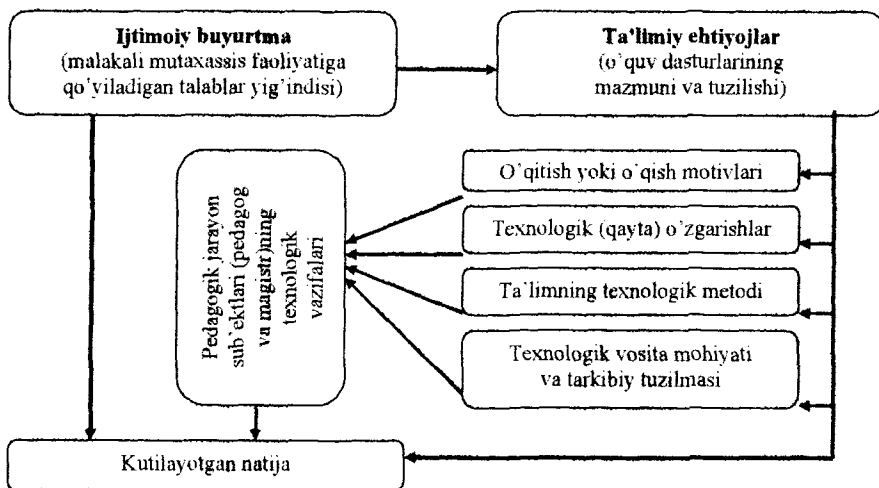 Ijtimoiy buyurtma
(malakali mutaxassis faoliyatiga
qo'yiladigan talablar yig'indisi)
Ta'limiy ehtiyojlar
(o'quv dasturlarining
mazmuni va tuzilishi)
Pedagogik jarayon
sub'ektlari (pedagog
va magistr)ning
texnologik
vazifalari
O'qitish yoki o'qish motivlari
Texnologik (qayta) o'zgarishlar
Ta'limning texnologik metodi
Texnologik vosita mohiyati
va tarkibiy tuzilmasi
Kutilayotgan natija